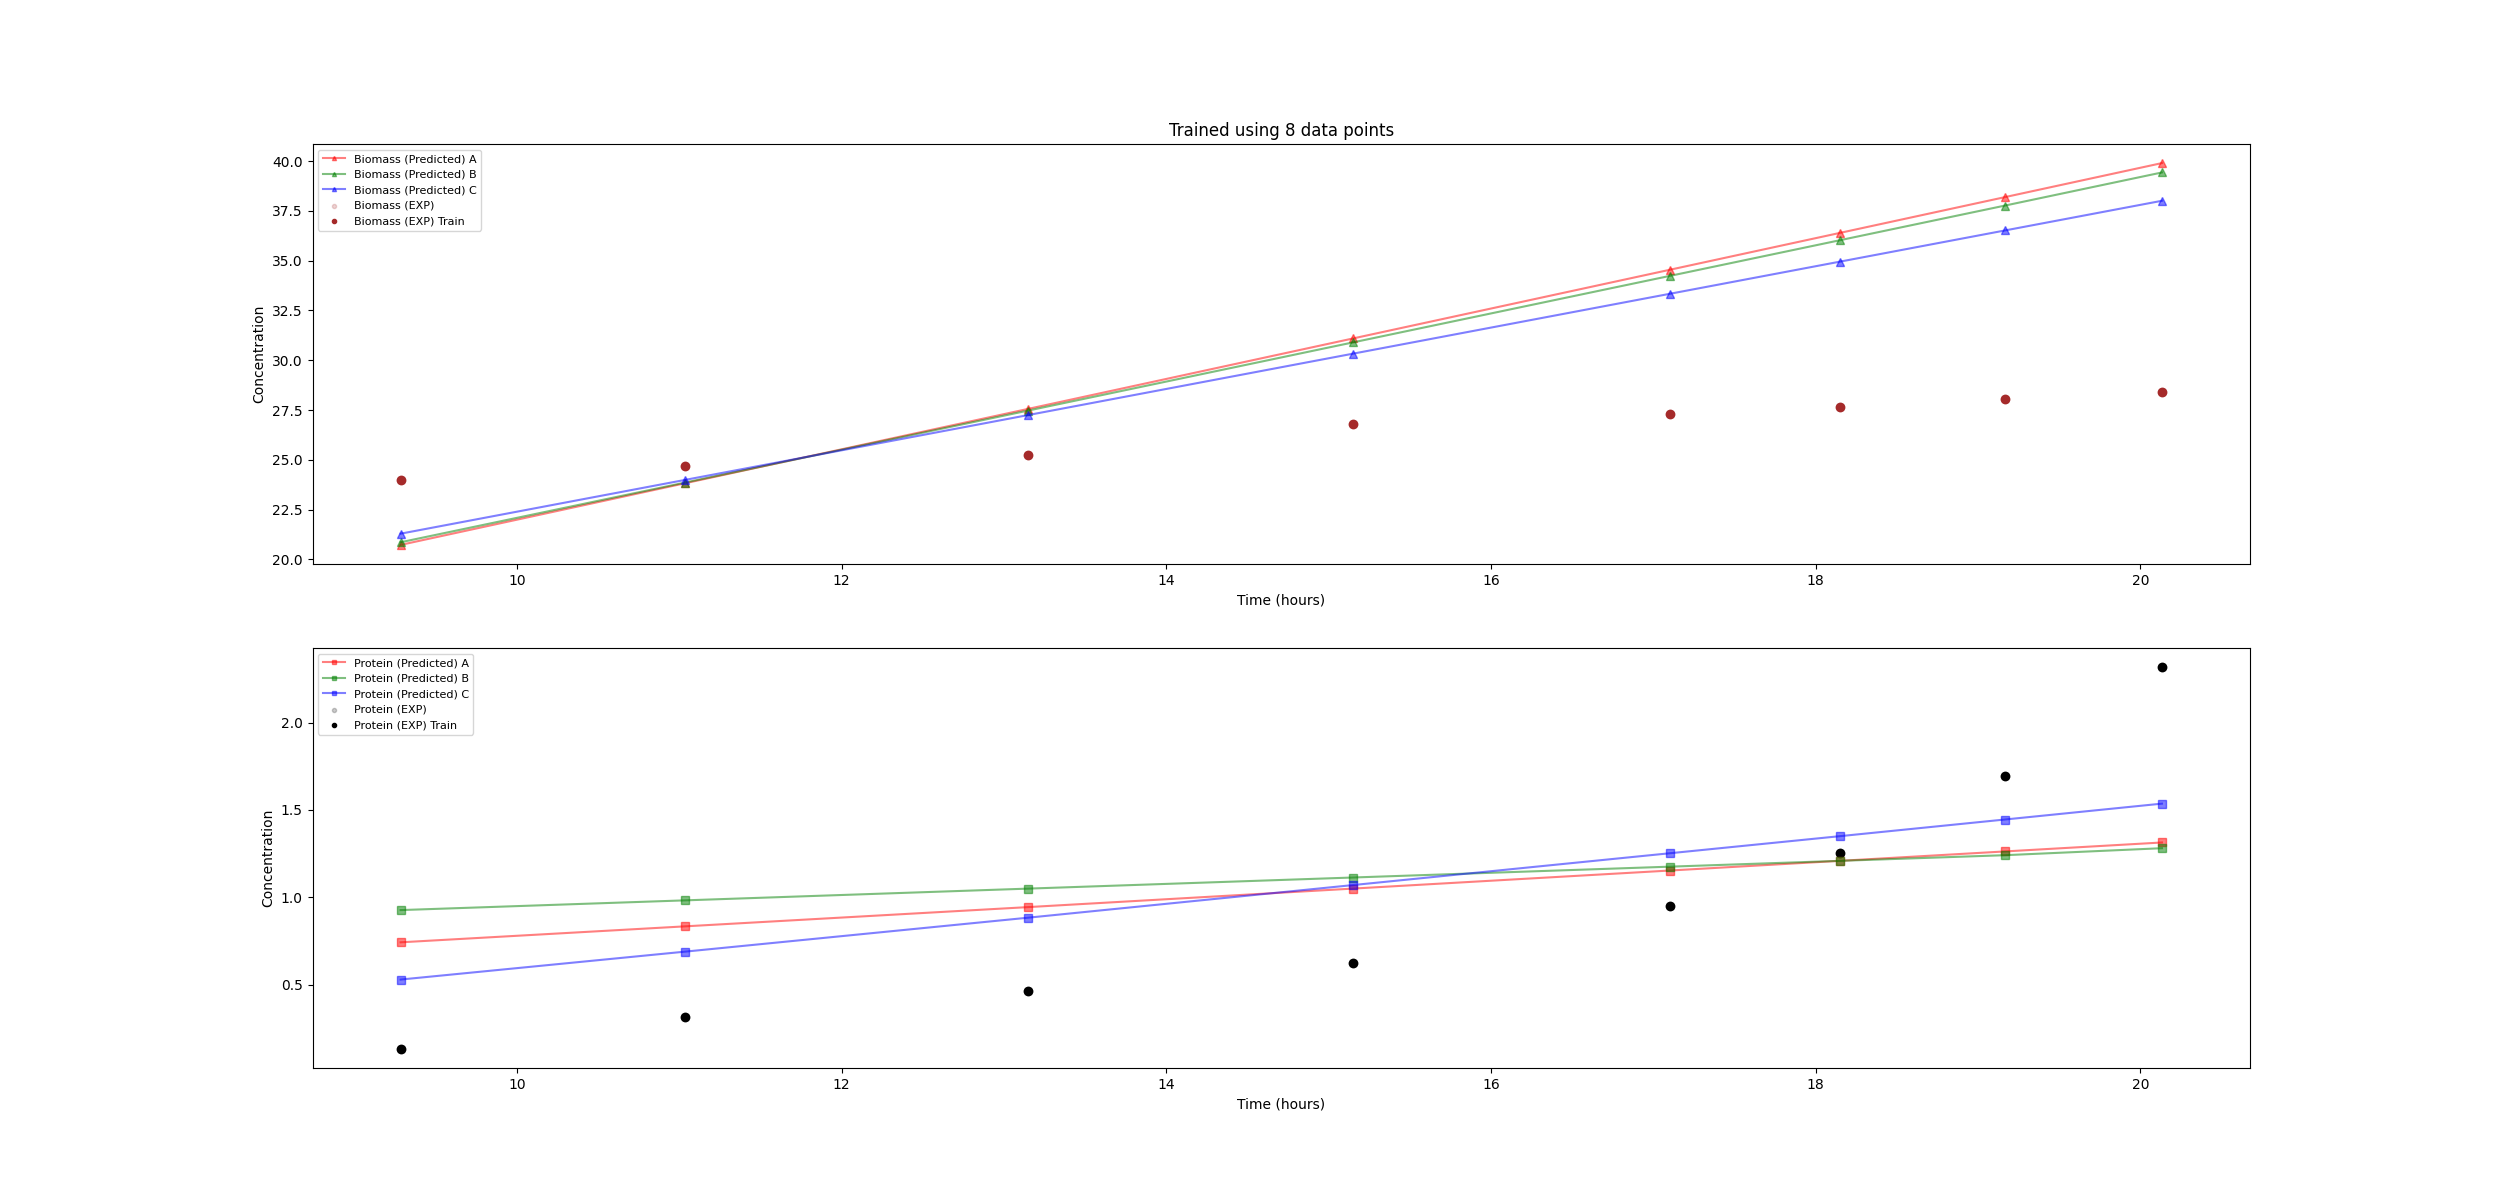 Trained using 8 data points
Biomass (Predicted) A
Biomass (Predicted) B
Biomass (Predicted) C
Biomass (EXP)
Biomass (EXP) Train
Concentration
40.0
37.5
35.0
32.5
30.0
27.5
25.0
22.5
20.0
10 12 14 16 18 20
Time (hours)
Protein (Predicted) A
Protein (Predicted) B
Protein (Predicted) C
Protein (EXP)
Protein (EXP) Train
Concentration
2.0
1.5
1.0
0.5
10 12 14 16 18 20
Time (hours)